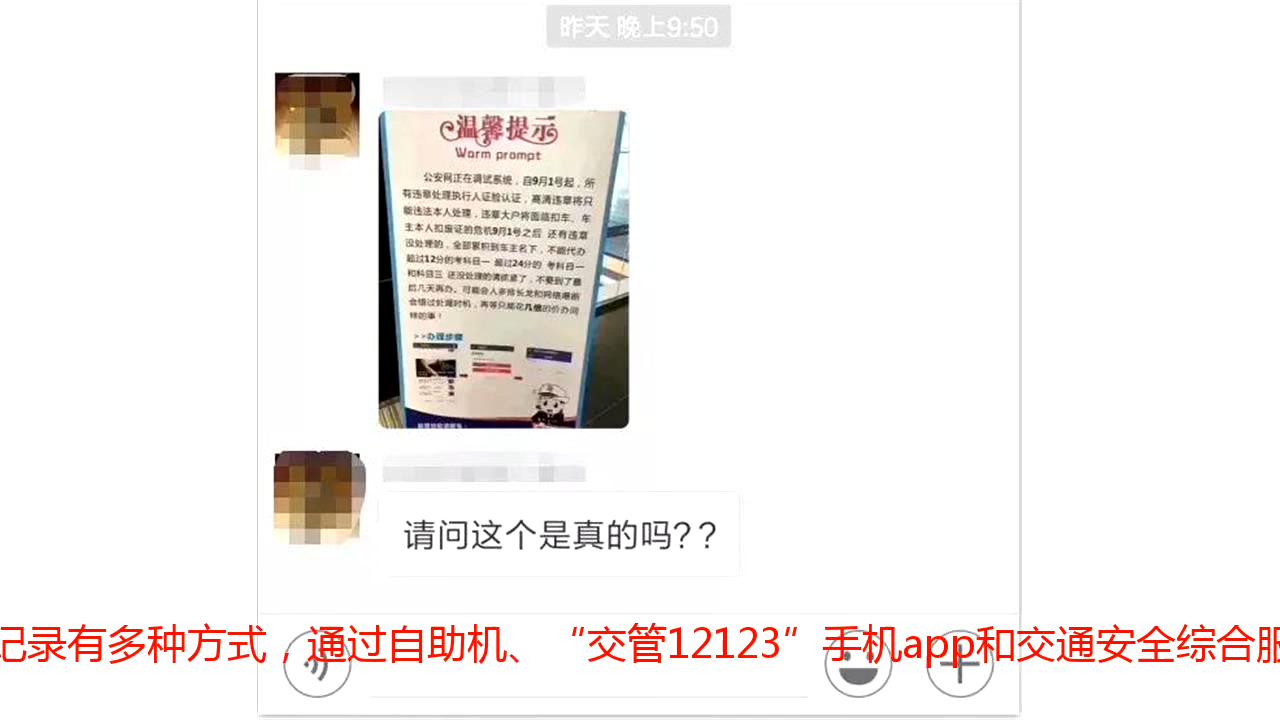 昨天 晚上9:50
温馨提示
Warm prompt
公安网正在调试系统，自9月1号起，所
有违章处理执行人证脸认证，高清违章将只
能违法本人处理，违章大户将面临扣车、车
主本人扣废证的危机9月1号之后 还有违章
没处理的，全部累积到车主名下，不能代办
超过12分的考科目一 超过24分的 考科目一
和科目三 还没处理的请抓紧了，不要到了最
后几天再办。可能会人多排长龙和网络爆断
会错过处理时机，再等只能花几倍的价办同
样的事！
>>办理步骤
请问这个是真的吗？？
记录有多种方式，通过自助机、“交管12123”手机app和交通安全综合服